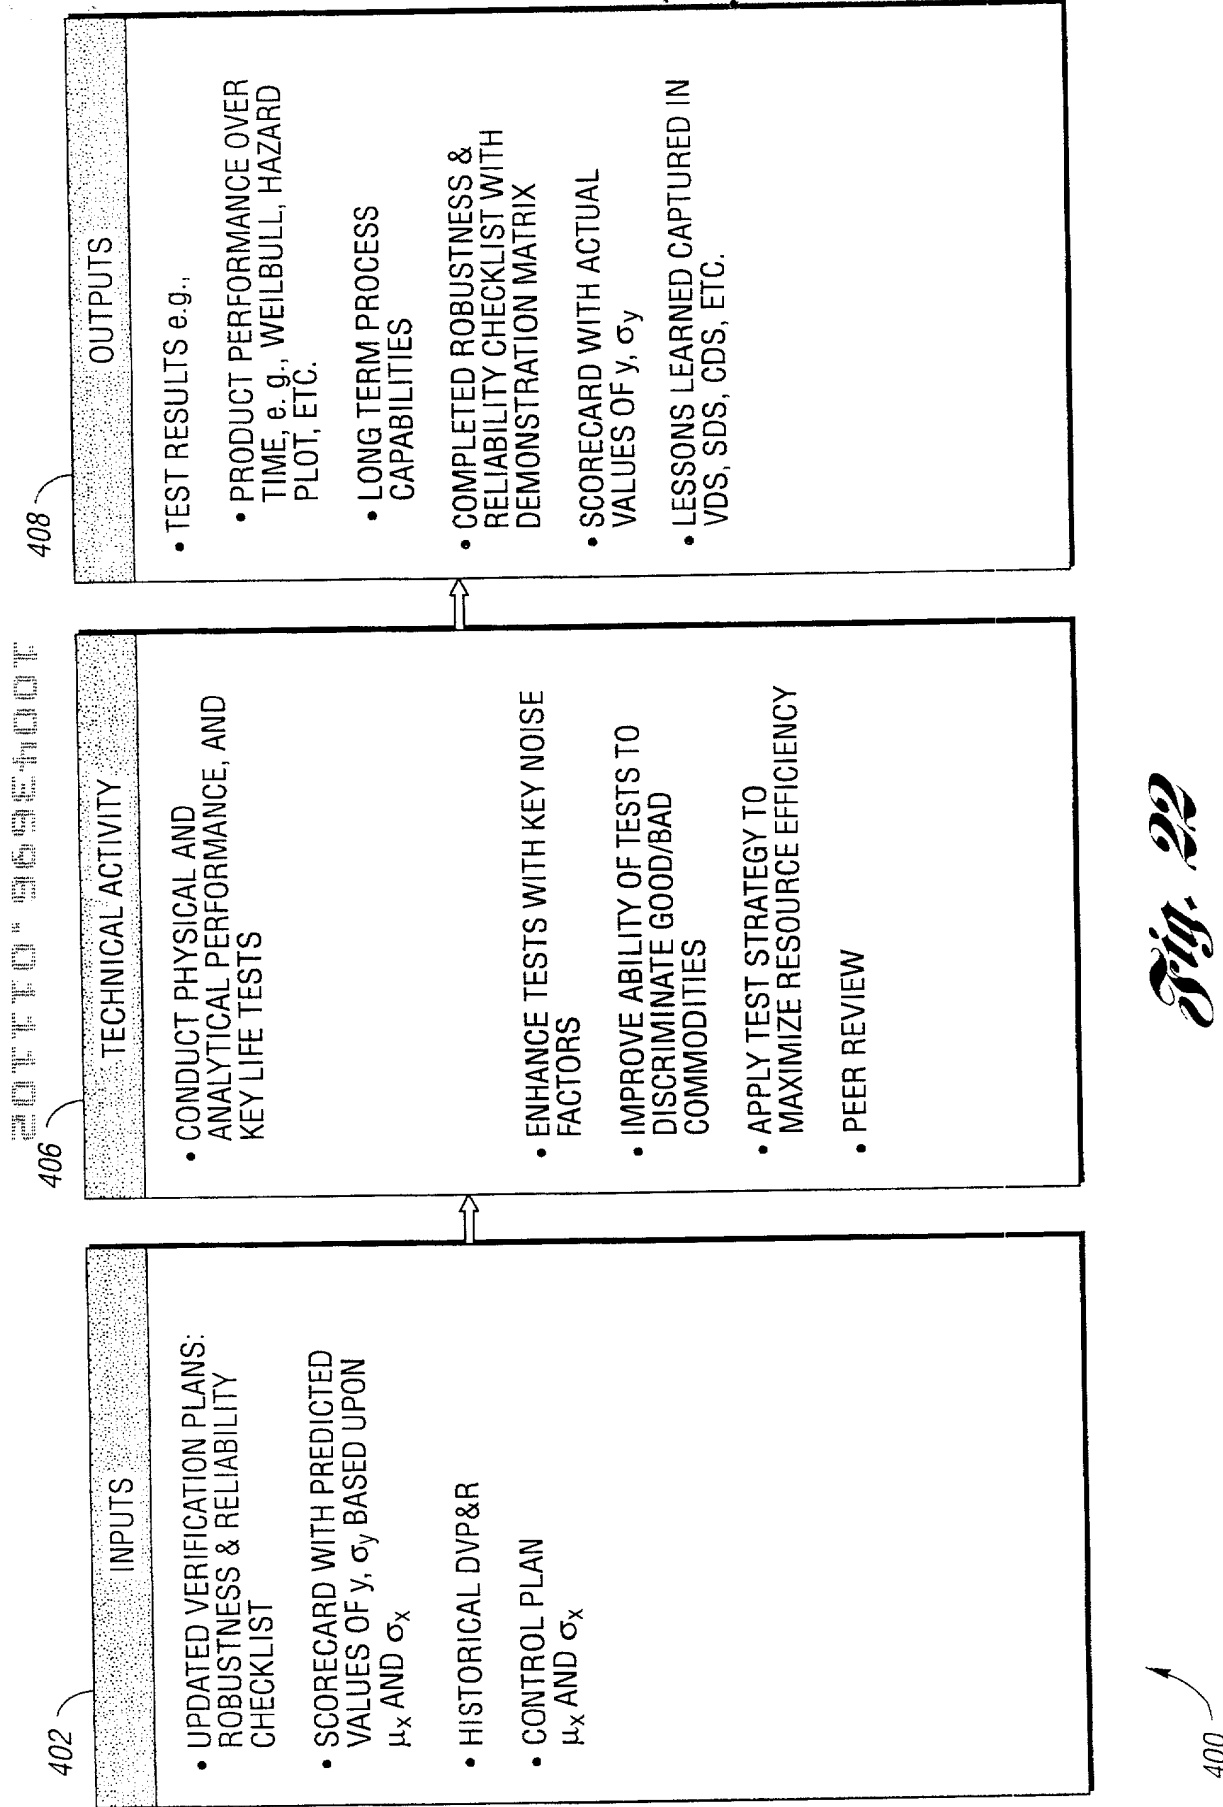 402
INPUTS
• UPDATED VERIFICATION PLANS:
ROBUSTNESS & RELIABILITY
CHECKLIST
• SCORECARD WITH PREDICTED
VALUES OF y, σy BASED UPON
μx AND σx
• HISTORICAL DVP&R
• CONTROL PLAN
μx AND σx
406
TECHNICAL ACTIVITY
• CONDUCT PHYSICAL AND
ANALYTICAL PERFORMANCE, AND
KEY LIFE TESTS
• ENHANCE TESTS WITH KEY NOISE
FACTORS
• IMPROVE ABILITY OF TESTS TO
DISCRIMINATE GOOD/BAD
COMMODITIES
• APPLY TEST STRATEGY TO
MAXIMIZE RESOURCE EFFICIENCY
• PEER REVIEW
408
OUTPUTS
• TEST RESULTS e.g.,
• PRODUCT PERFORMANCE OVER
TIME, e. g., WEILBULL, HAZARD
PLOT, ETC.
• LONG TERM PROCESS
CAPABILITIES
• COMPLETED ROBUSTNESS &
RELIABILITY CHECKLIST WITH
DEMONSTRATION MATRIX
• SCORECARD WITH ACTUAL
VALUES OF y, σy
• LESSONS LEARNED CAPTURED IN
VDS, SDS, CDS, ETC.
400
Fig. 22